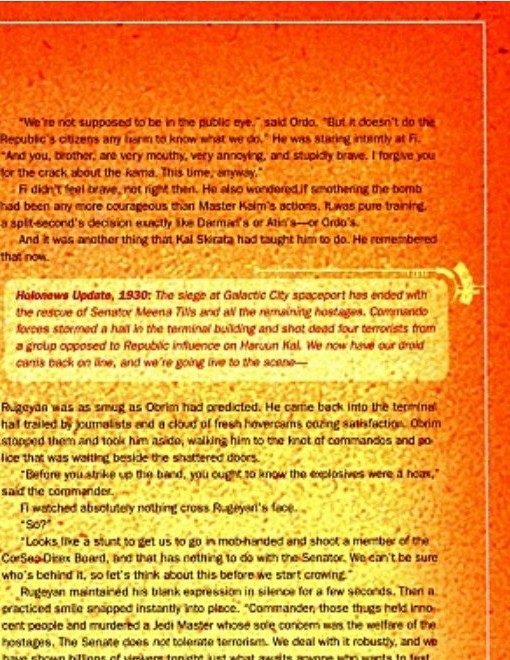 "We're not supposed to be in the public eye," said Ordo. "But it doesn't do the
Republic's citizens any harm to know what we do." He was staring intently at Fi.
"And you, brother, are very mouthy, very annoying, and stupidly brave. I forgive you
for the crack about the kama. This time, anyway."
Fi didn't feel brave, not right then. He also wondered if smothering the bomb
had been any more courageous than Master Kaim's actions. It was pure training,
a split-second's decision exactly like Darman's or Atin's—or Ordo's.
And it was another thing that Kal Skirata had taught him to do. He remembered
that now.
Holonews Update, 1930: The siege at Galactic City spaceport has ended with
the rescue of Senator Meena Tills and all the remaining hostages. Commando
forces stormed a hall in the terminal building and shot dead four terrorists from
a group opposed to Republic influence on Haruun Kal. We now have our droid
cams back on line, and we're going live to the scene—
Rugeyan was as smug as Obrim had predicted. He came back into the terminal
hall trailed by journalists and a cloud of fresh hovercams oozing satisfaction. Obrim
stopped them and took him aside, walking him to the knot of commandos and po-
lice that was waiting beside the shattered doors.
"Before you strike up the band, you ought to know the explosives were a hoax,"
said the commander.
Fi watched absolutely nothing cross Rugeyan's face.
"So?"
"Looks like a stunt to get us to go in mob-handed and shoot a member of the
CorSec Direx Board, and that has nothing to do with the Senator. We can't be sure
who's behind it, so let's think about this before we start crowing."
Rugeyan maintained his blank expression in silence for a few seconds. Then a
practiced smile snapped instantly into place. "Commander, those thugs held inno-
cent people and murdered a Jedi Master whose sole concern was the welfare of the
hostages. The Senate does not tolerate terrorism. We deal with it robustly, and we
have shown billions of viewers tonight just what awaits anyone who wants to test